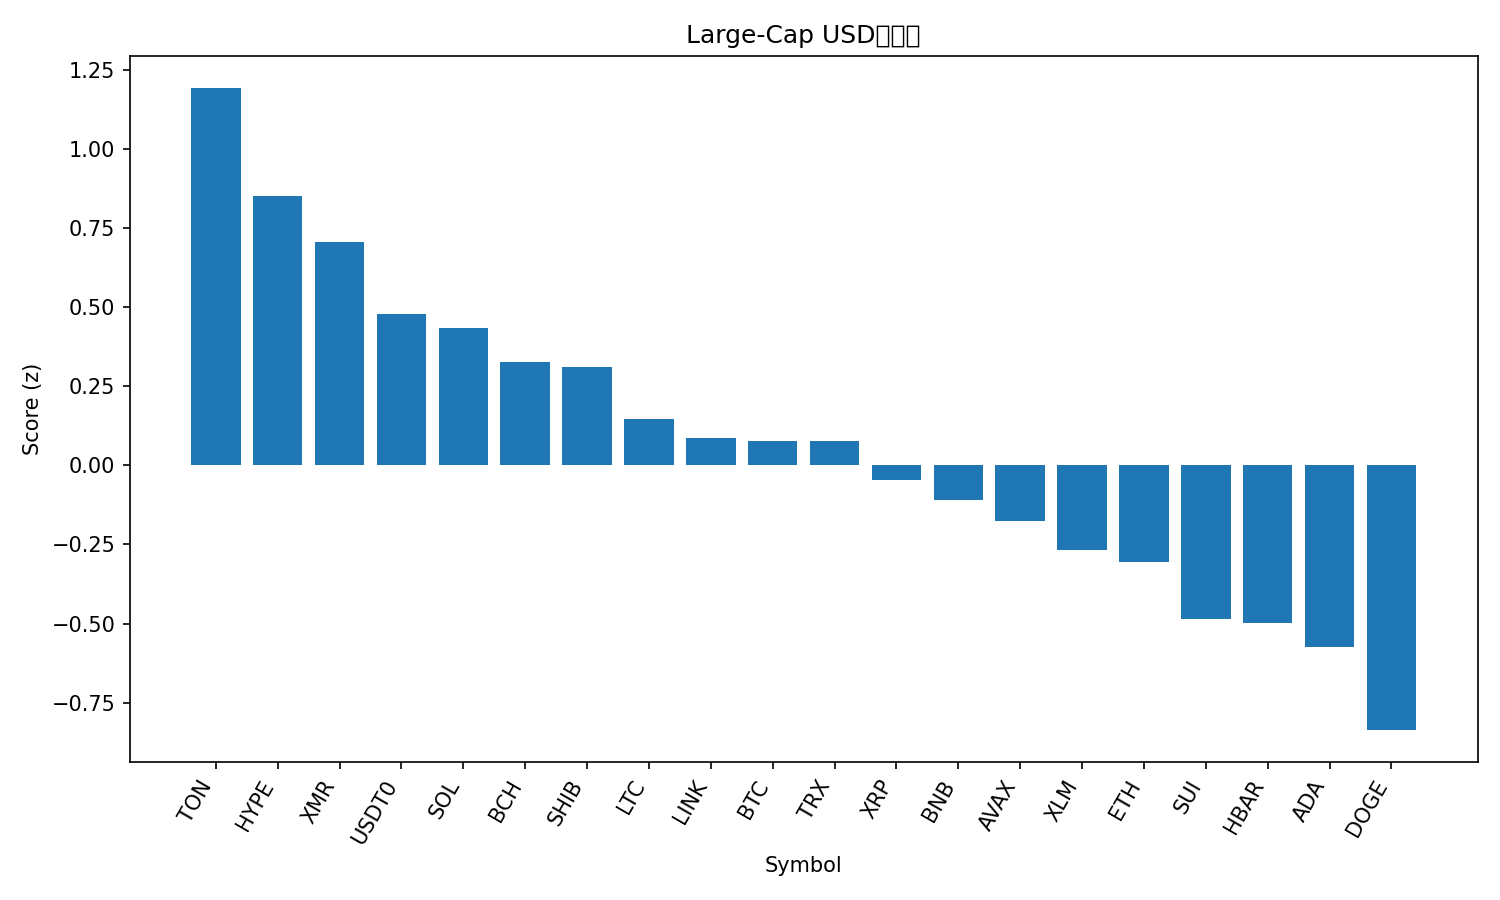 Large-Cap USD
1.25
1.00
0.75
0.50
0.25
0.00
−0.25
−0.50
−0.75
Score (z)
TON
HYPE
XMR
USDT0
SOL
BCH
SHIB
LTC
LINK
BTC
TRX
XRP
BNB
AVAX
XLM
ETH
SUI
HBAR
ADA
DOGE
Symbol